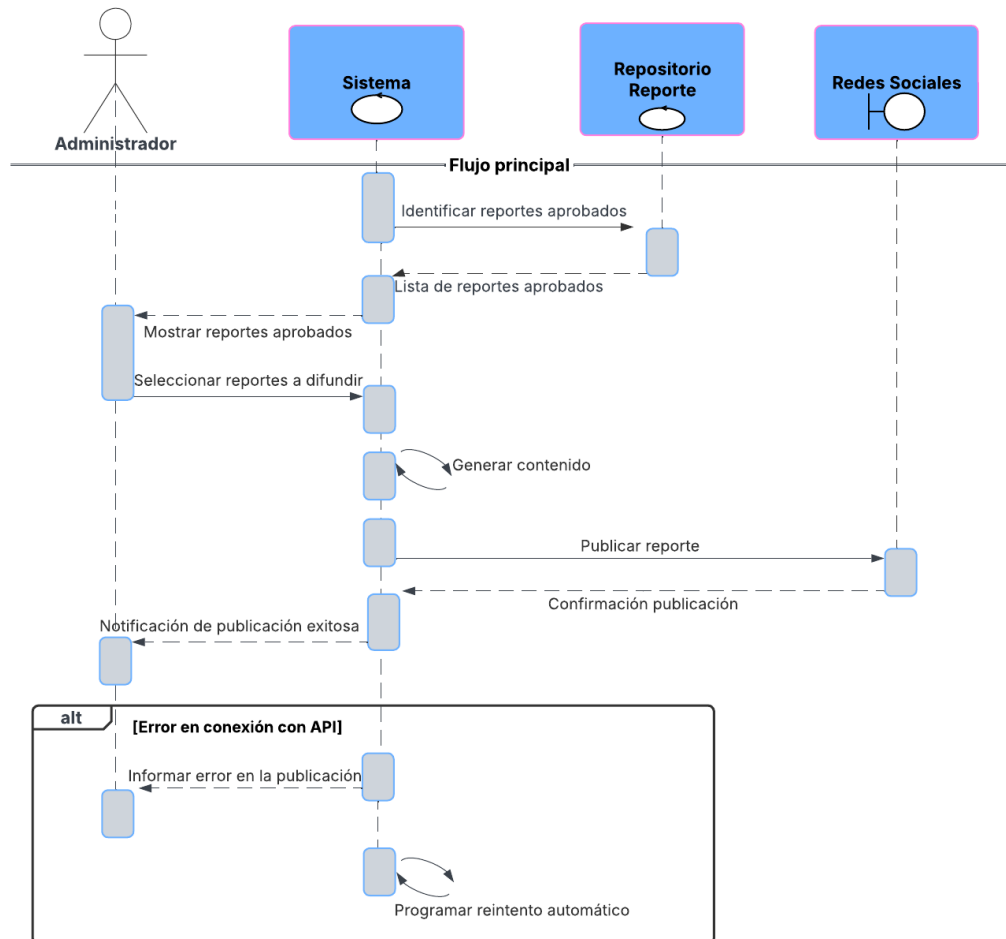 Administrador
Sistema
Repositorio
Reporte
Redes Sociales
Flujo principal
Identificar reportes aprobados
Lista de reportes aprobados
Mostrar reportes aprobados
Seleccionar reportes a difundir
Generar contenido
Publicar reporte
Confirmación publicación
Notificación de publicación exitosa
alt
[Error en conexión con API]
Informar error en la publicación
Programar reintento automático